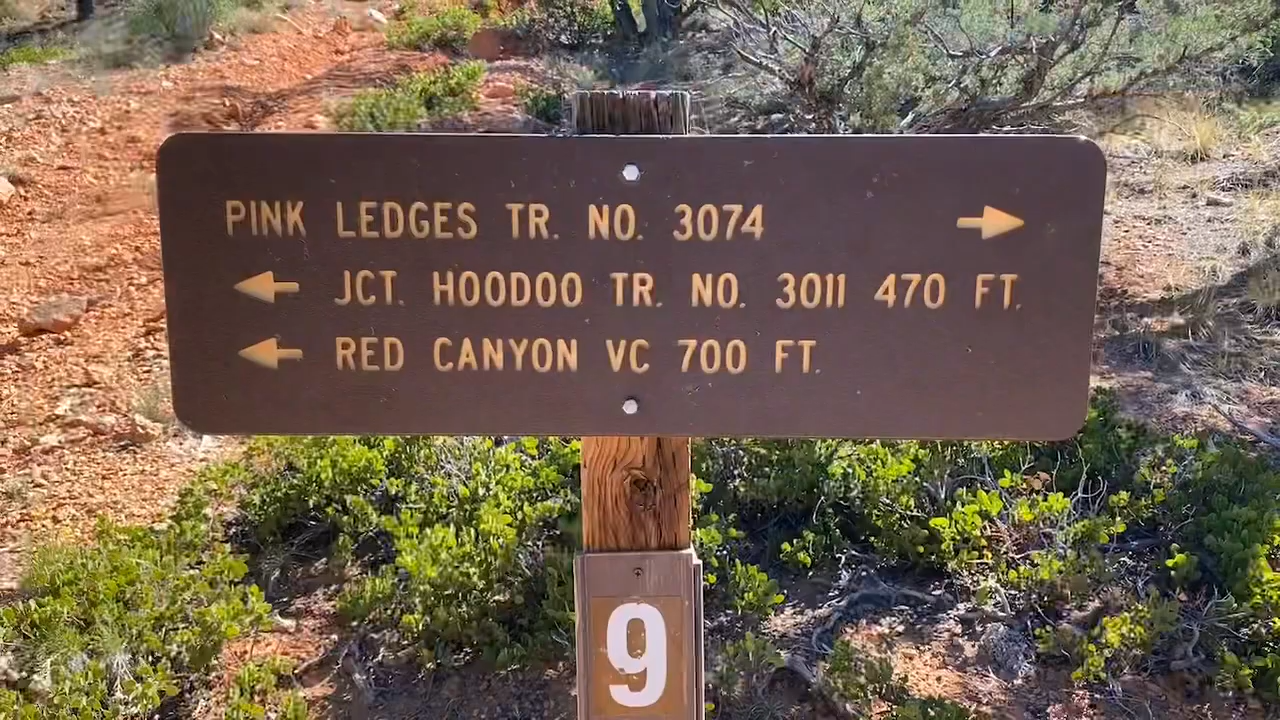 PINK LEDGES TR. NO. 3074
JCT. HOODOO TR. NO. 3011 470 FT.
RED CANYON VC 700 FT.
9